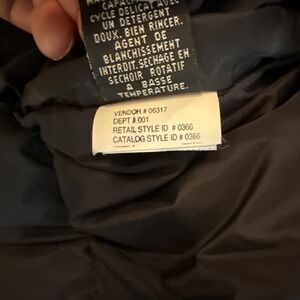 CYCLE DELICAT AVEC
UN DETERGENT
DOUX. BIEN RINCER.
AGENT DE
BLANCHISSEMENT
INTERDIT. SECHAGE EN
SECHOIR ROTATIF
A BASSE
TEMPERATURE.
VENDOR # 06317
DEPT # 001
RETAIL STYLE ID # 0366
CATALOG STYLE ID # 0366